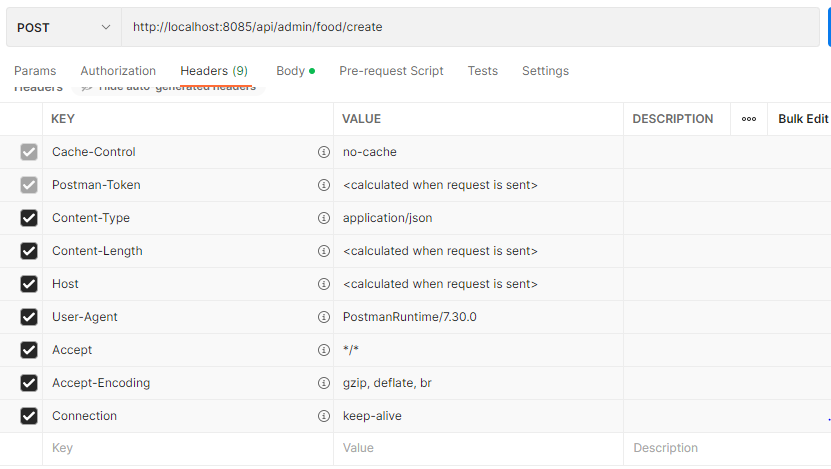 POST http://localhost:8085/api/admin/food/create
Params Authorization Headers (9) Body Pre-request Script Tests Settings
Headers Hide auto-generated headers
KEY VALUE DESCRIPTION ooo Bulk Edit
Cache-Control no-cache
Postman-Token <calculated when request is sent>
Content-Type application/json
Content-Length <calculated when request is sent>
Host <calculated when request is sent>
User-Agent PostmanRuntime/7.30.0
Accept */*
Accept-Encoding gzip, deflate, br
Connection keep-alive
Key Value Description